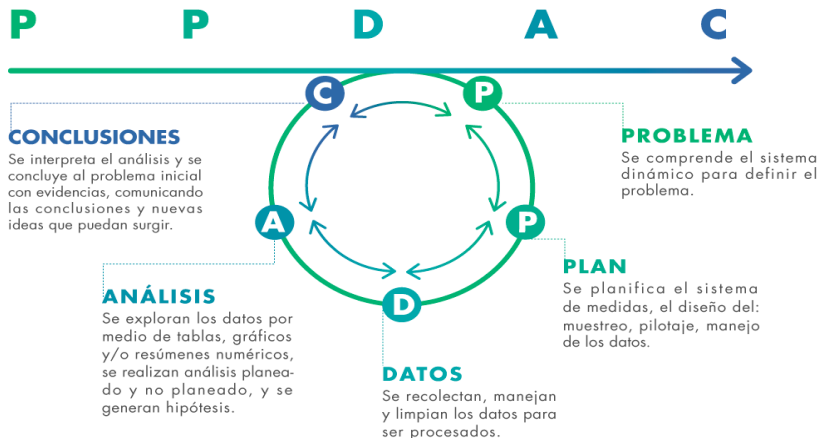 P P D A C
C
P
CONCLUSIONES
Se interpreta el análisis y se
concluye al problema inicial
con evidencias, comunicando
las conclusiones y nuevas
ideas que puedan surgir.
PROBLEMA
Se comprende el sistema
dinámico para definir el
problema.
A
P
PLAN
Se planifica el sistema
de medidas, el diseño del:
muestreo, pilotaje, manejo
de los datos.
ANÁLISIS
Se exploran los datos por
medio de tablas, gráficos
y/o resúmenes numéricos,
se realizan análisis planea-
do y no planeado, y se
generan hipótesis.
D
DATOS
Se recolectan, manejan
y limpian los datos para
ser procesados.